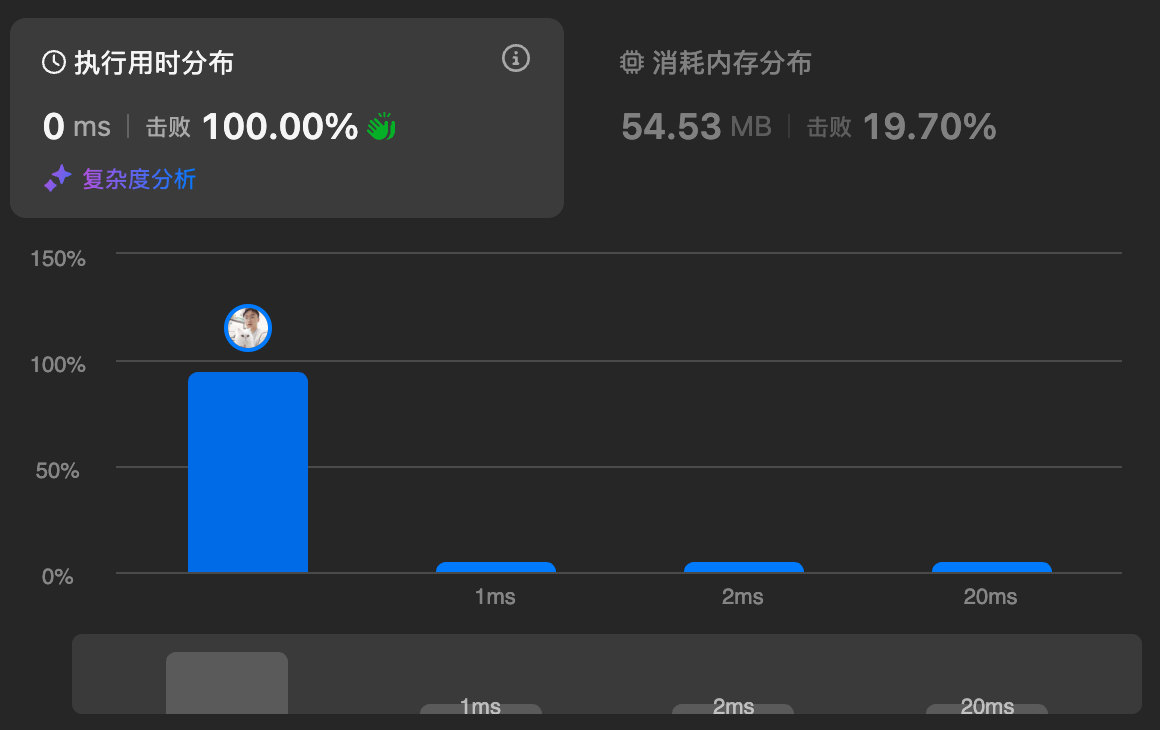 执行用时分布
0 ms | 击败 100.00%
复杂度分析
消耗内存分布
54.53 MB | 击败 19.70%
150%
100%
50%
0%
1ms 2ms 20ms
1ms 2ms 20ms